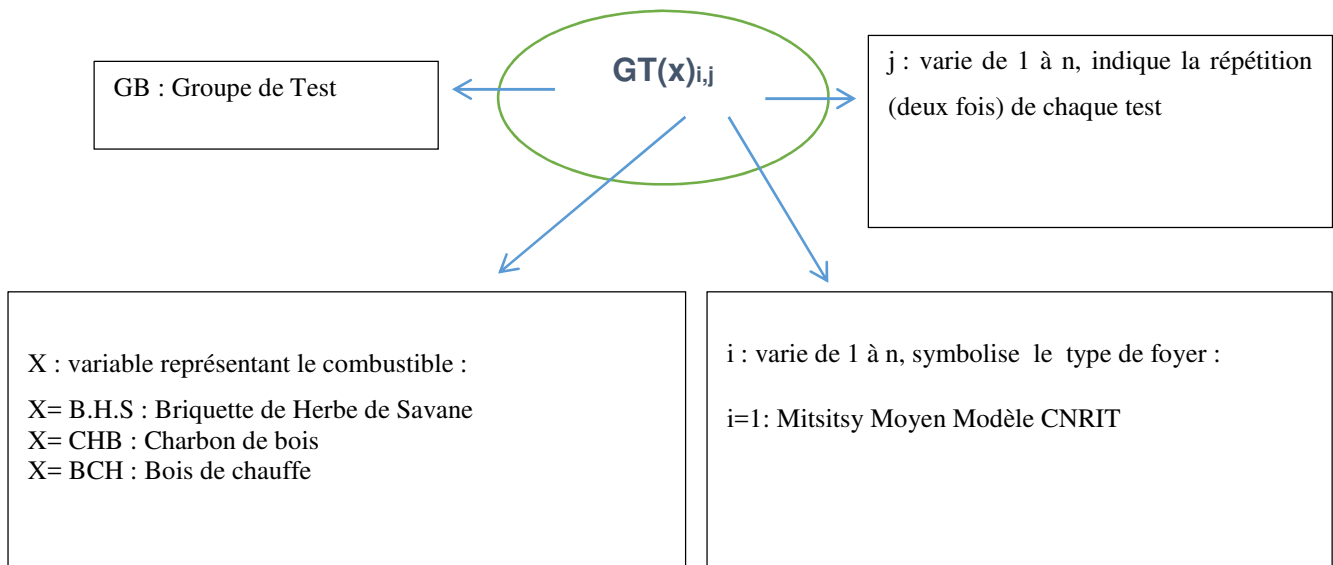 GT(x)i,j
GB : Groupe de Test
j : varie de 1 à n, indique la répétition
(deux fois) de chaque test
X : variable représentant le combustible :
X= B.H.S : Briquette de Herbe de Savane
X= CHB : Charbon de bois
X= BCH : Bois de chauffe
i : varie de 1 à n, symbolise le type de foyer :
i=1: Mitsitsy Moyen Modèle CNRIT